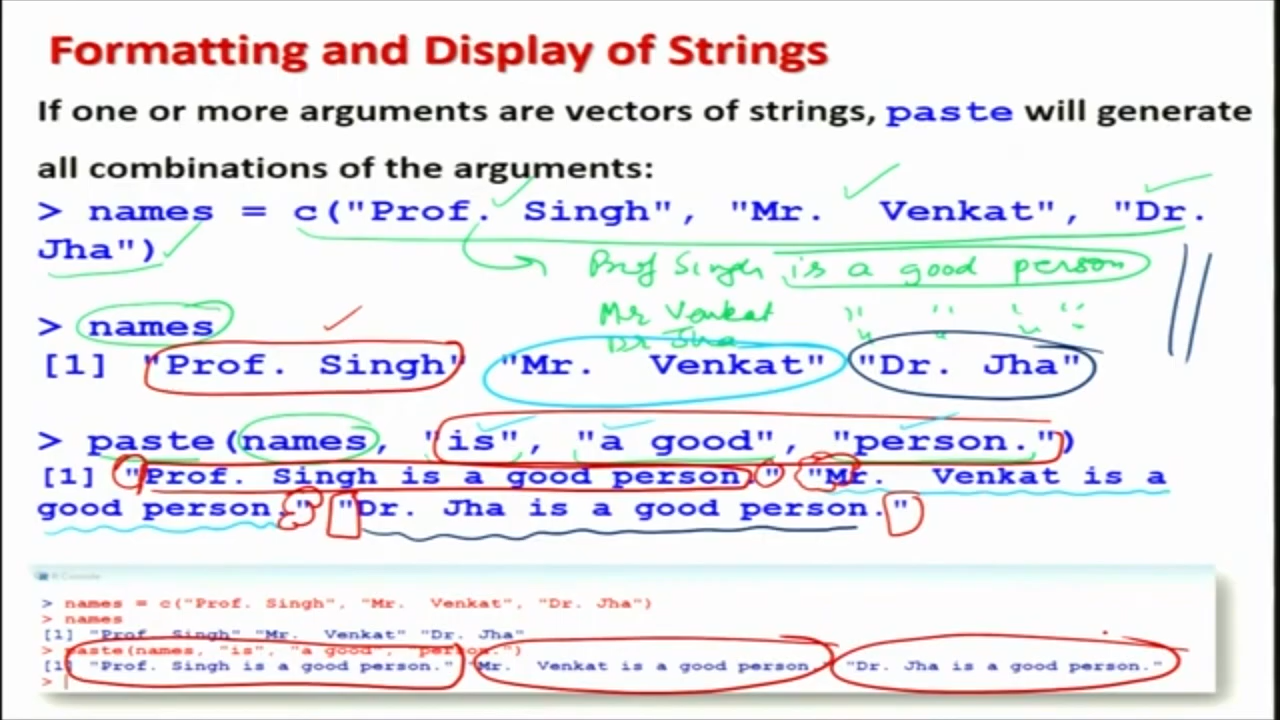 Formatting and Display of Strings
If one or more arguments are vectors of strings, paste will generate
all combinations of the arguments:
> names = c("Prof. Singh", "Mr.  Venkat", "Dr.
Jha")
Prof Singh is a good person
Mr Venkat " " " "
Dr Jha " " "
> names
[1] "Prof. Singh" "Mr.  Venkat" "Dr. Jha"
> paste(names, "is", "a good", "person.")
[1] "Prof. Singh is a good person." "Mr.  Venkat is a
good person." "Dr. Jha is a good person."
R Console
> names = c("Prof. Singh", "Mr.  Venkat", "Dr. Jha")
> names
[1] "Prof. Singh" "Mr.  Venkat" "Dr. Jha"
> paste(names, "is", "a good", "person.")
[1] "Prof. Singh is a good person." "Mr.  Venkat is a good person." "Dr. Jha is a good person."
>